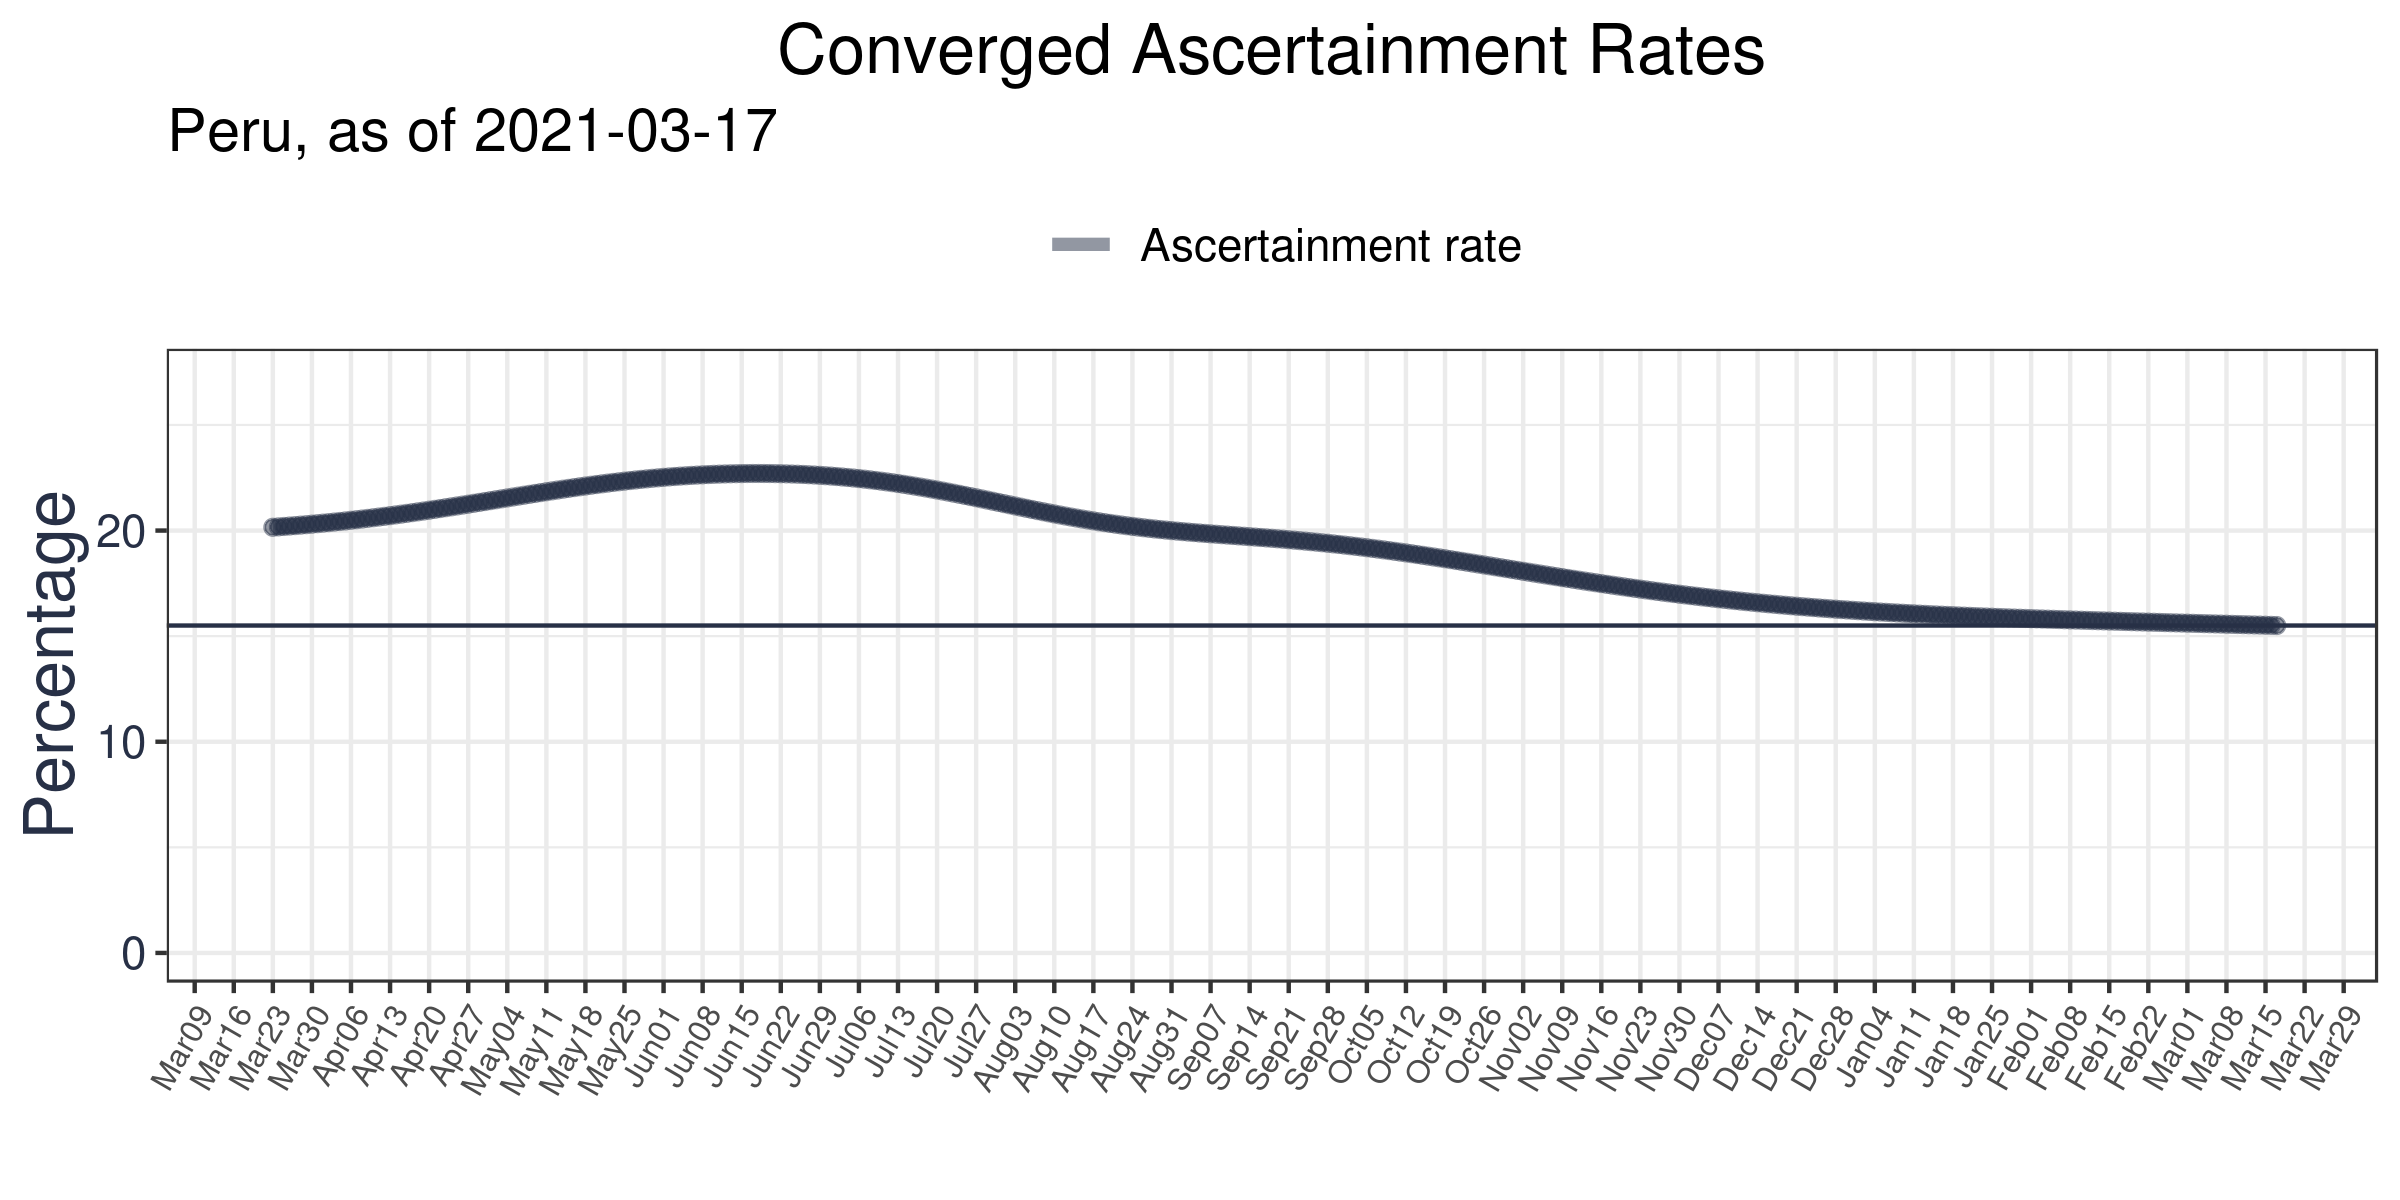 Converged Ascertainment Rates
Peru, as of 2021-03-17
Ascertainment rate
Percentage
20
10
0
Mar09
Mar16
Mar23
Mar30
Apr06
Apr13
Apr20
Apr27
May04
May11
May18
May25
Jun01
Jun08
Jun15
Jun22
Jun29
Jul06
Jul13
Jul20
Jul27
Aug03
Aug10
Aug17
Aug24
Aug31
Sep07
Sep14
Sep21
Sep28
Oct05
Oct12
Oct19
Oct26
Nov02
Nov09
Nov16
Nov23
Nov30
Dec07
Dec14
Dec21
Dec28
Jan04
Jan11
Jan18
Jan25
Feb01
Feb08
Feb15
Feb22
Mar01
Mar08
Mar15
Mar22
Mar29